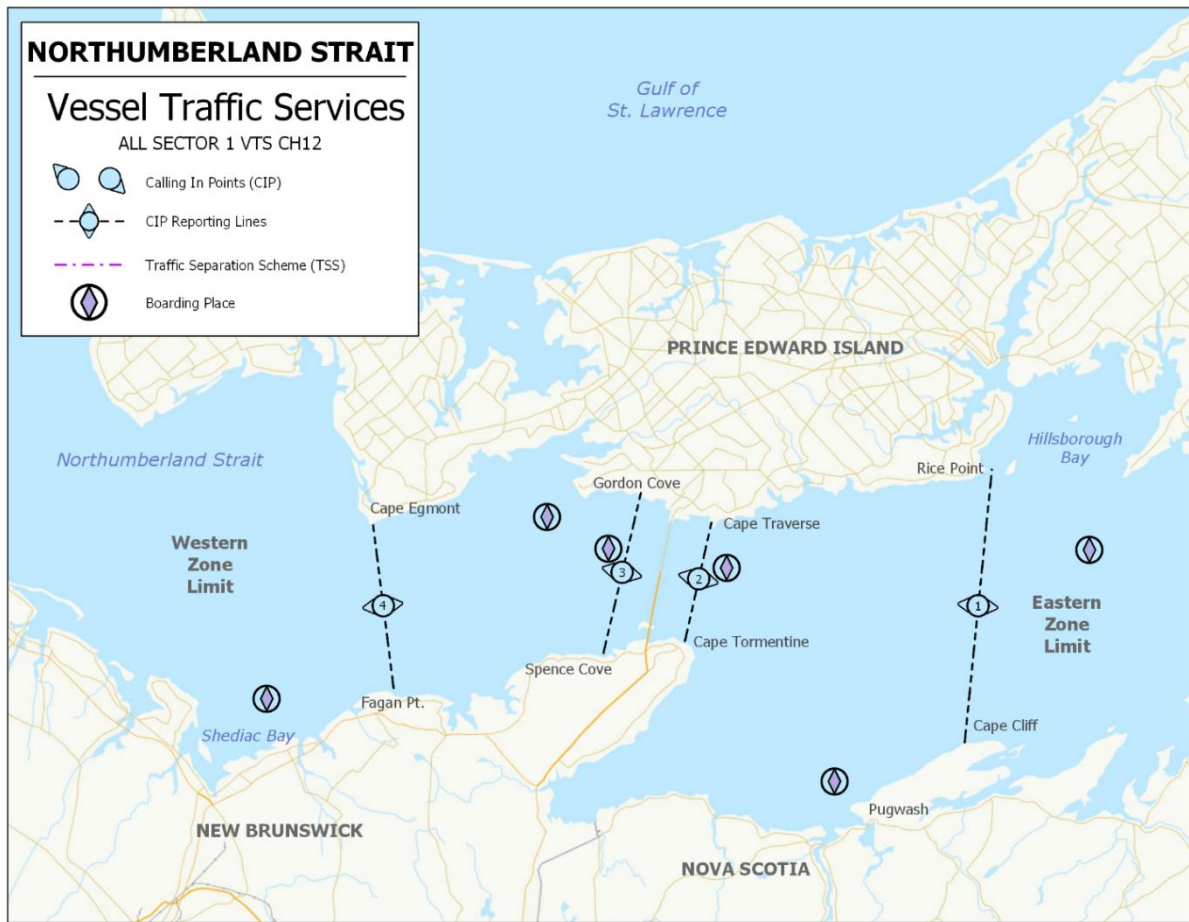 NORTHUMBERLAND STRAIT
Vessel Traffic Services
ALL SECTOR 1 VTS CH12
Calling In Points (CIP)
CIP Reporting Lines
Traffic Separation Scheme (TSS)
Boarding Place
Gulf of
St. Lawrence
PRINCE EDWARD ISLAND
Hillsborough
Bay
Northumberland Strait
Rice Point
Gordon Cove
Cape Egmont
Cape Traverse
Western
Zone
Limit
3
2
4
1
Eastern
Zone
Limit
Cape Tormentine
Spence Cove
Fagan Pt.
Cape Cliff
Shediac Bay
Pugwash
NEW BRUNSWICK
NOVA SCOTIA